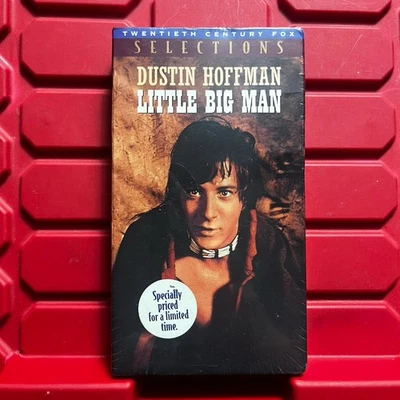 TWENTIETH CENTURY FOX
SELECTIONS
DUSTIN HOFFMAN
LITTLE BIG MAN
Specially
priced
for a limited
time.